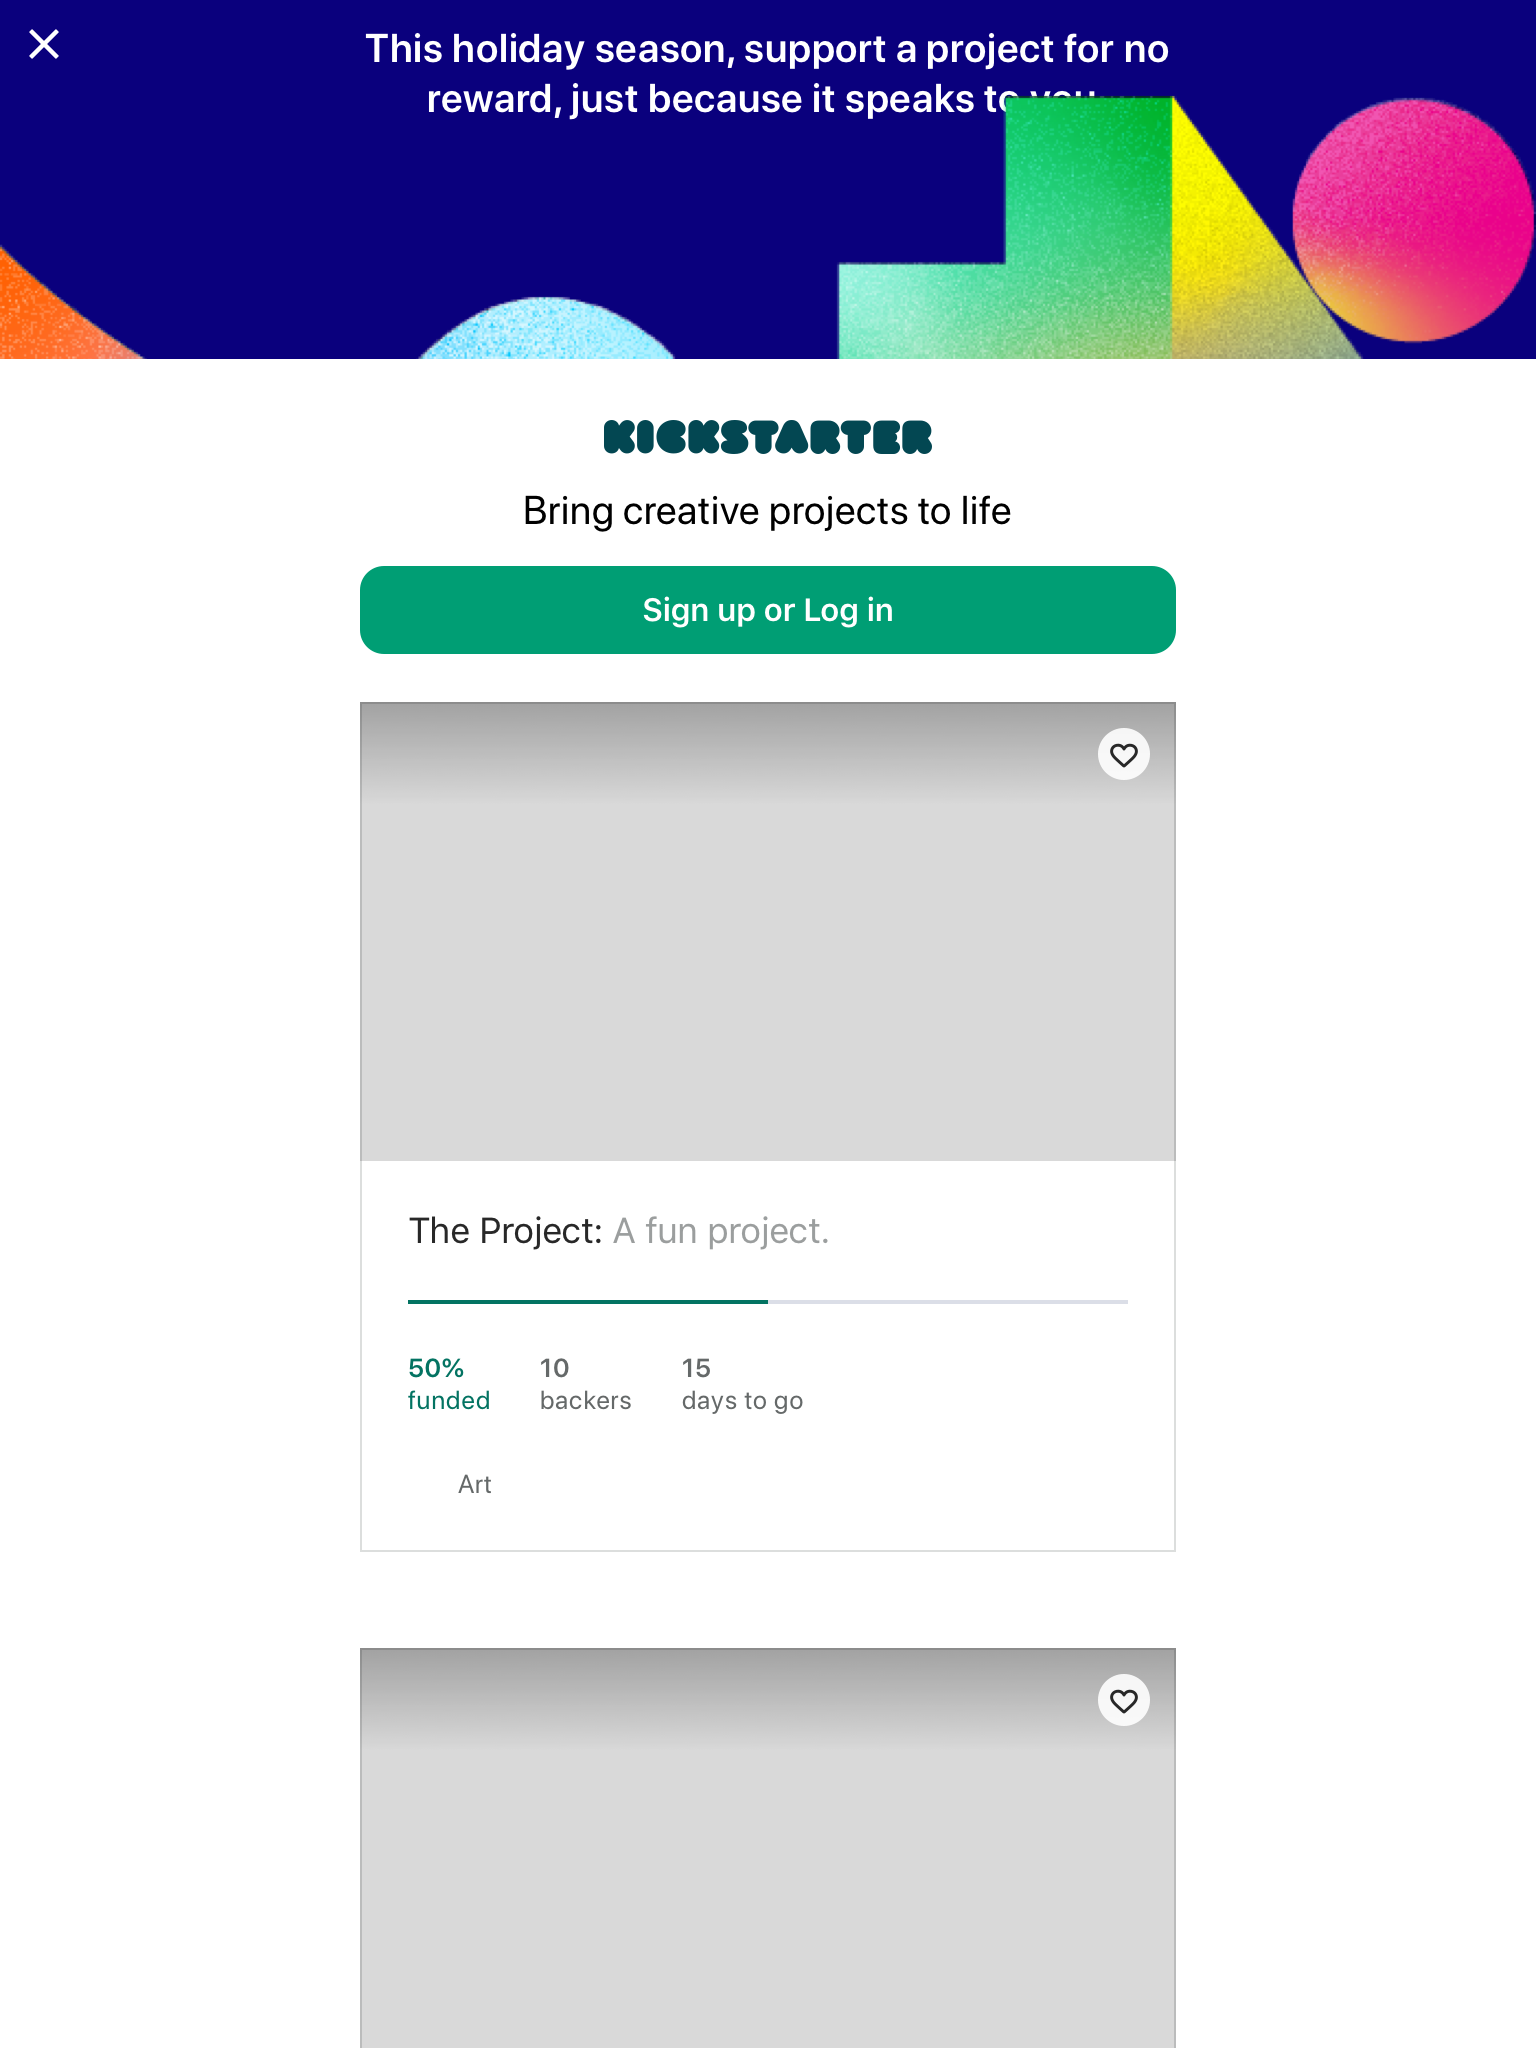 This holiday season, support a project for no
reward, just because it speaks to
KICKSTARTER
Bring creative projects to life
Sign up or Log in
The Project: A fun project.
50% 10 15
funded backers days to go
Art